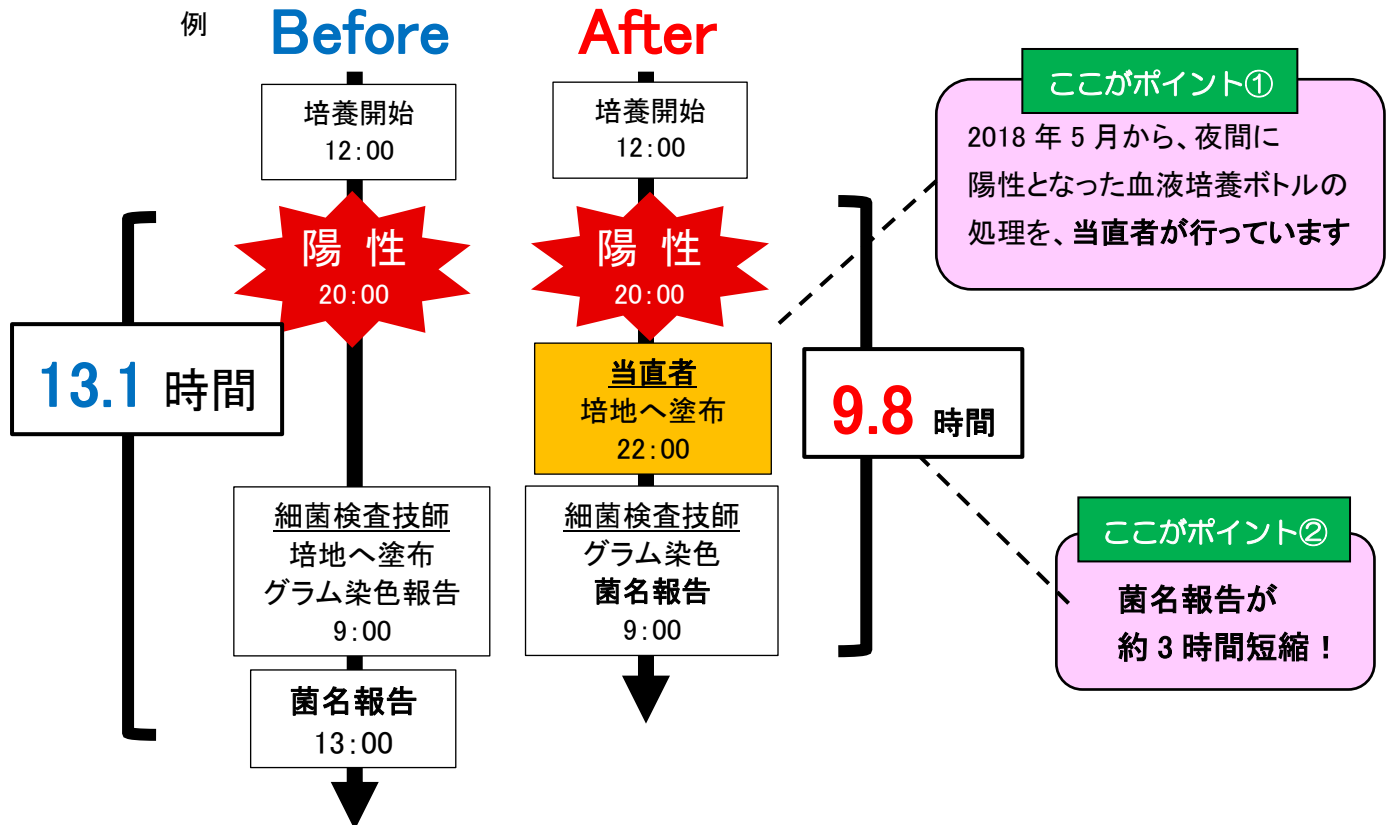 例
Before
培養開始
12:00
陽 性
20:00
13.1 時間
細菌検査技師
培地へ塗布
グラム染色報告
9:00
菌名報告
13:00
After
培養開始
12:00
陽 性
20:00
当直者
培地へ塗布
22:00
細菌検査技師
グラム染色
菌名報告
9:00
9.8 時間
ここがポイント①
2018 年 5 月から、夜間に
陽性となった血液培養ボトルの
処理を、当直者が行っています
ここがポイント②
菌名報告が
約 3 時間短縮！